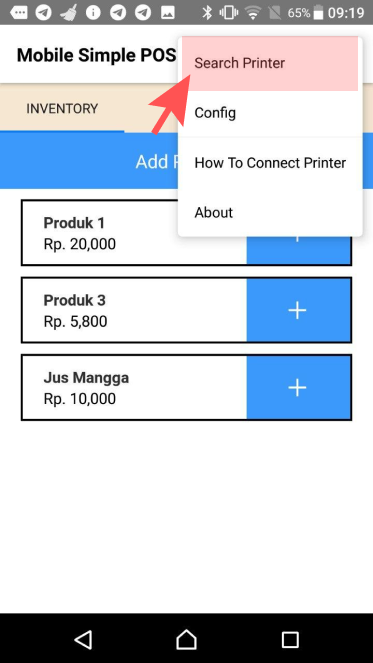 65% 09:19
Mobile Simple POS
Search Printer
INVENTORY
Config
Add
How To Connect Printer
About
Produk 1
Rp. 20,000
Produk 3
Rp. 5,800
Jus Mangga
Rp. 10,000